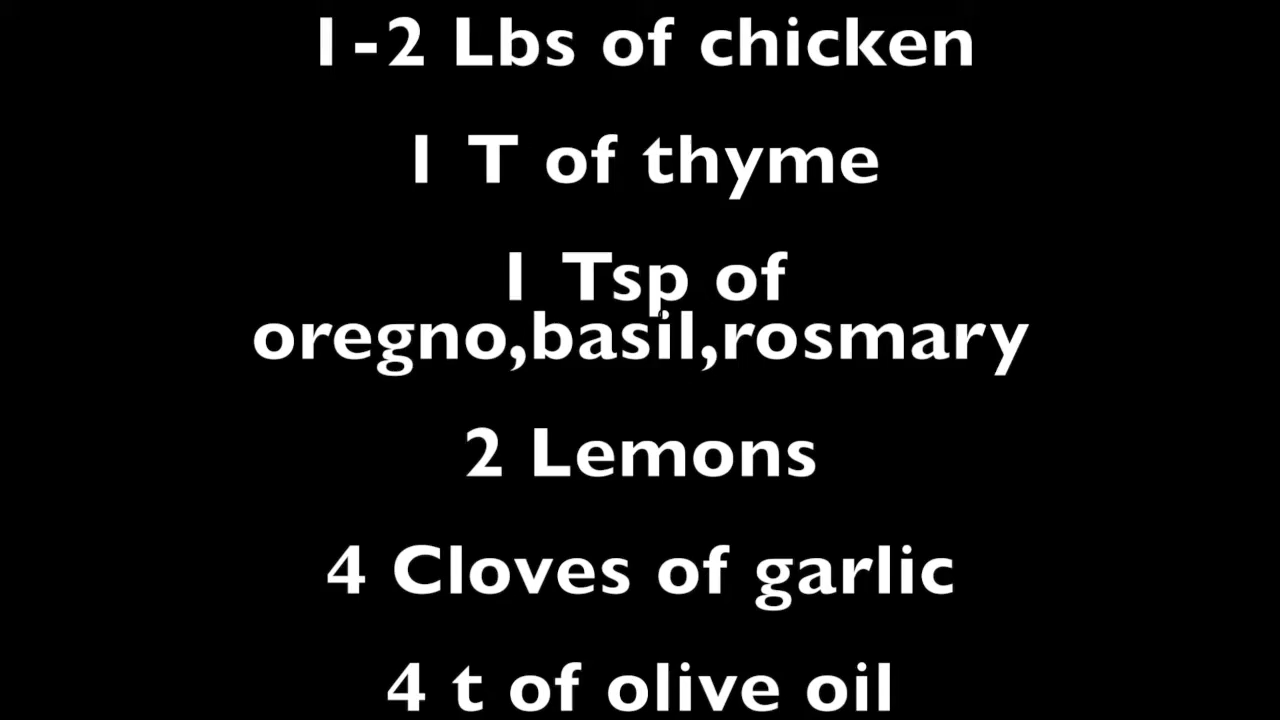 1-2 Lbs of chicken
1 T of thyme
1 Tsp of
oregno,basil,rosmary
2 Lemons
4 Cloves of garlic
4 t of olive oil